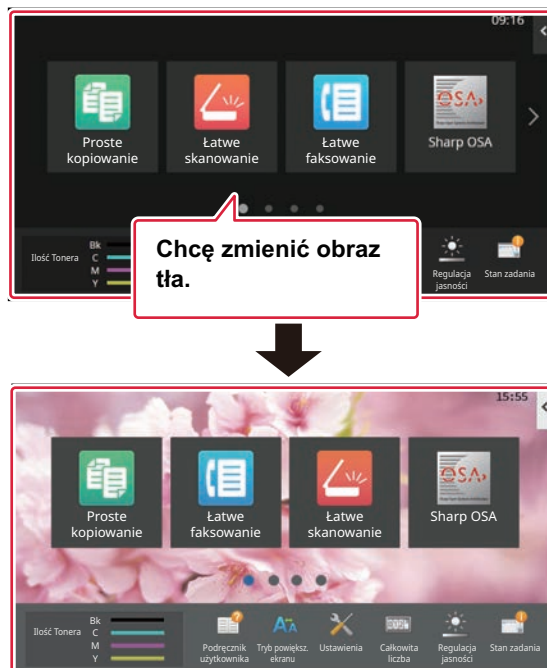 09:16
Proste
kopiowanie
Łatwe
skanowanie
Łatwe
faksowanie
OSA
Sharp OSA
Chcę zmienić obraz
tła.
Ilość Tonera
Bk
C
M
Y
Regulacja
jasności
Stan zadania
15:55
Proste
kopiowanie
Łatwe
faksowanie
Łatwe
skanowanie
OSA
Sharp OSA
Ilość Tonera
Bk
C
M
Y
Podręcznik
użytkownika
Tryb powiększ.
ekranu
Ustawienia
Całkowita
liczba
Regulacja
jasności
Stan zadania